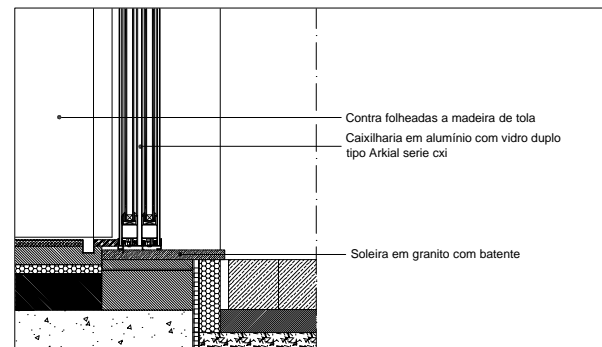 Contra folheadas a madeira de tola
Caixilharia em alumínio com vidro duplo
tipo Arkial serie cxi
Soleira em granito com batente